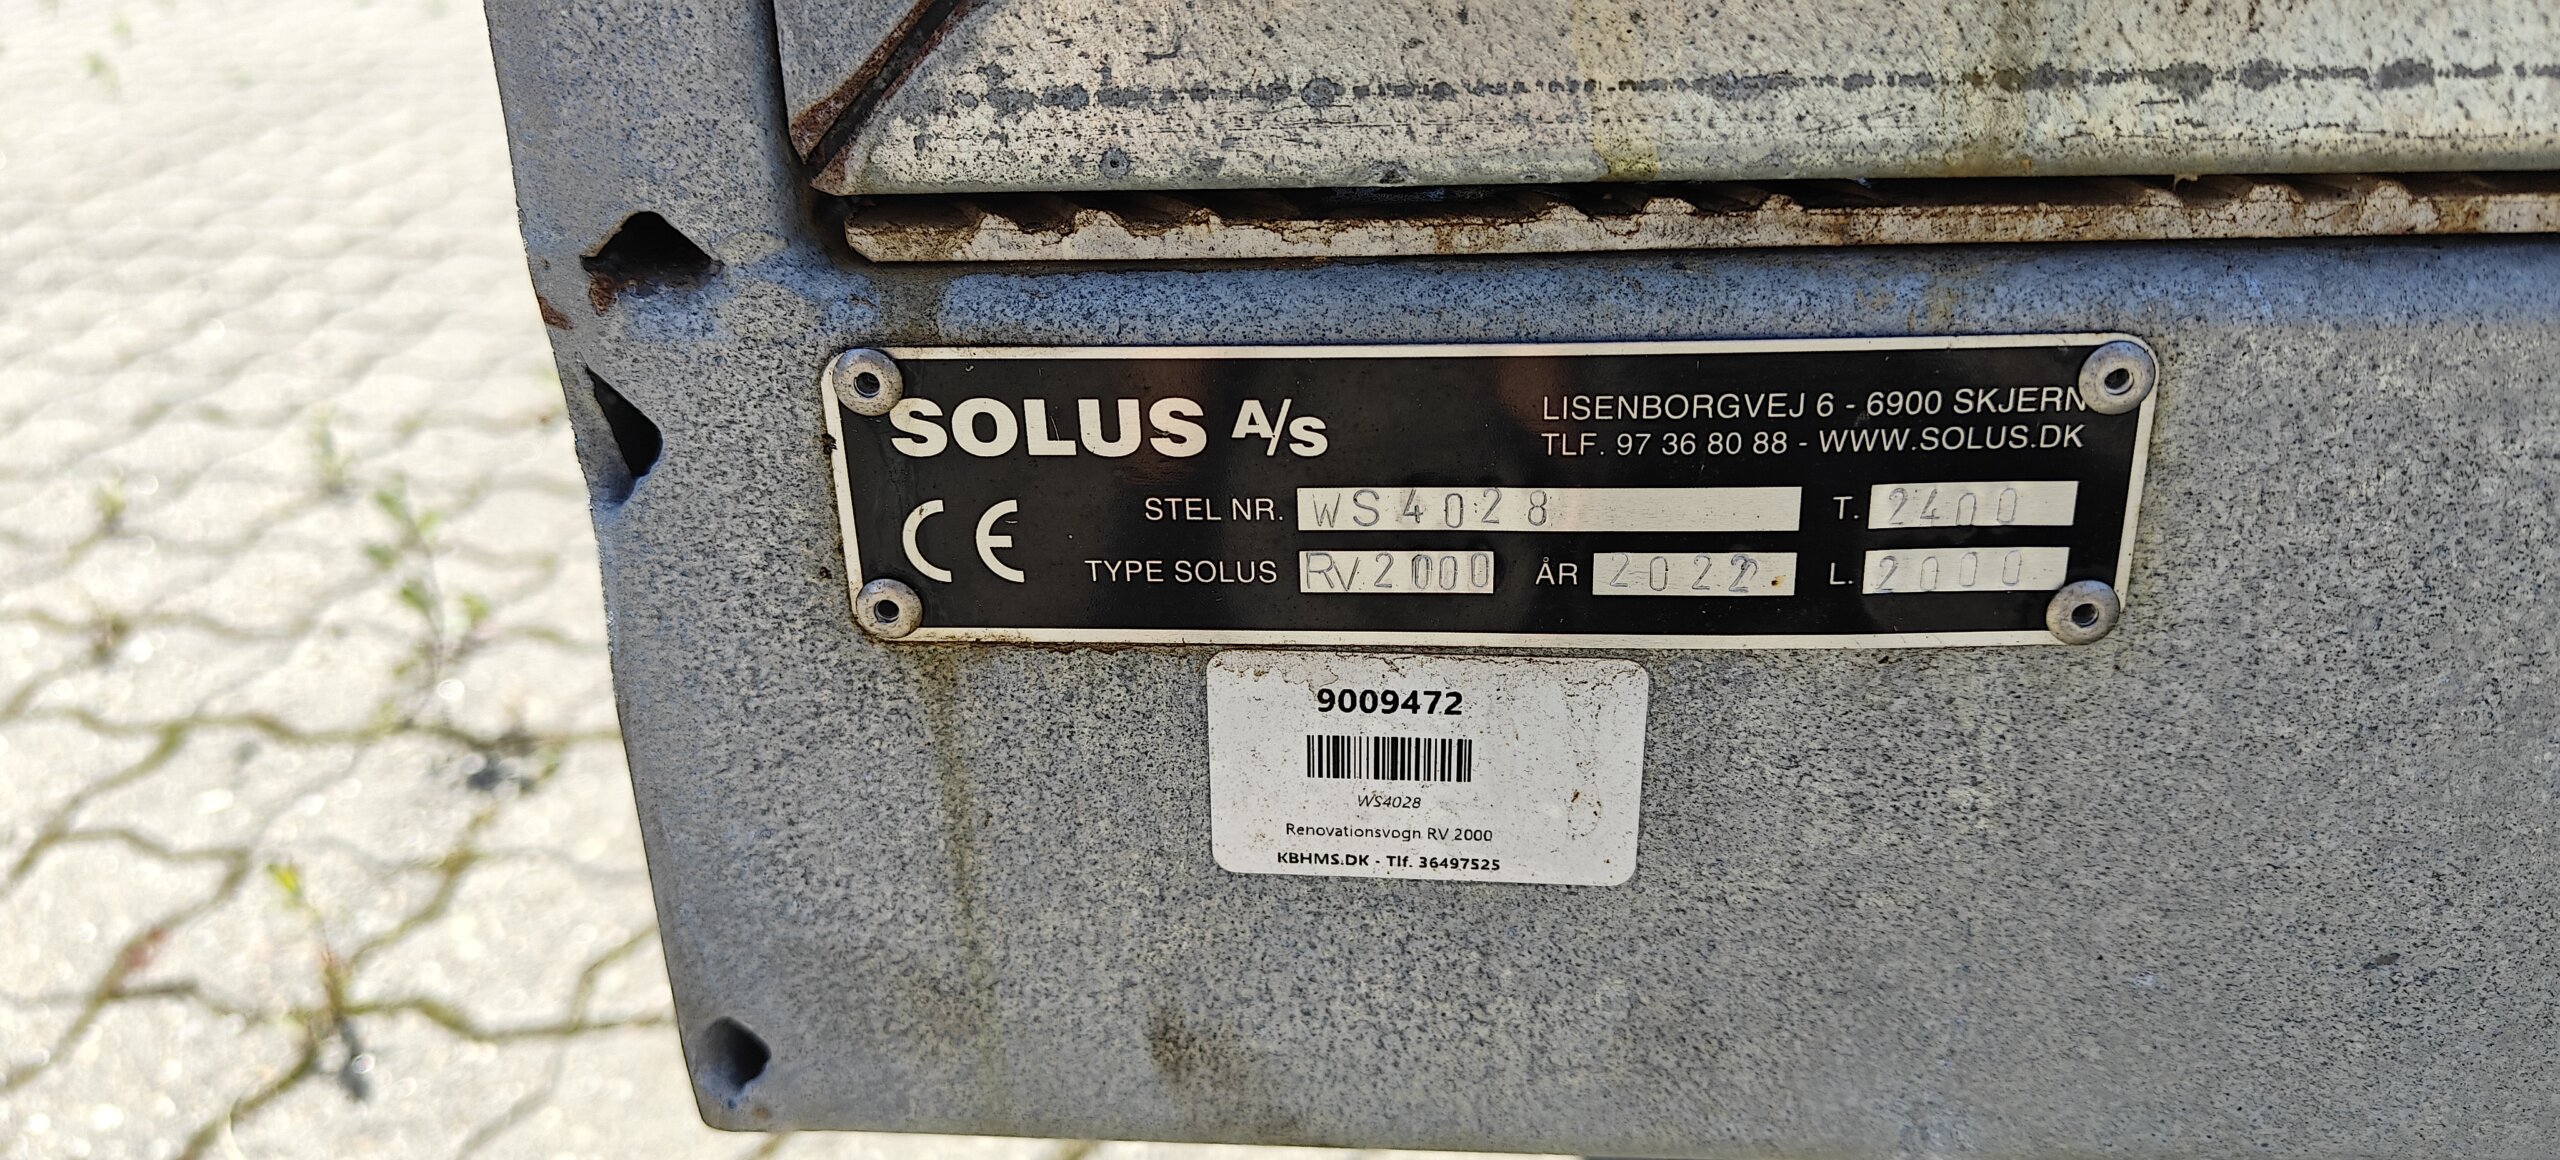 SOLUS A/S
LISENBORGVEJ 6 - 6900 SKJERN
TLF. 97 36 80 88 - WWW.SOLUS.DK
CE
STEL NR. WS4028 T. 2400
TYPE SOLUS RV2000 ÅR 2022 L. 2000
9009472
WS4028
Renovationsvogn RV 2000
KBHMS.DK - Tlf. 36497525